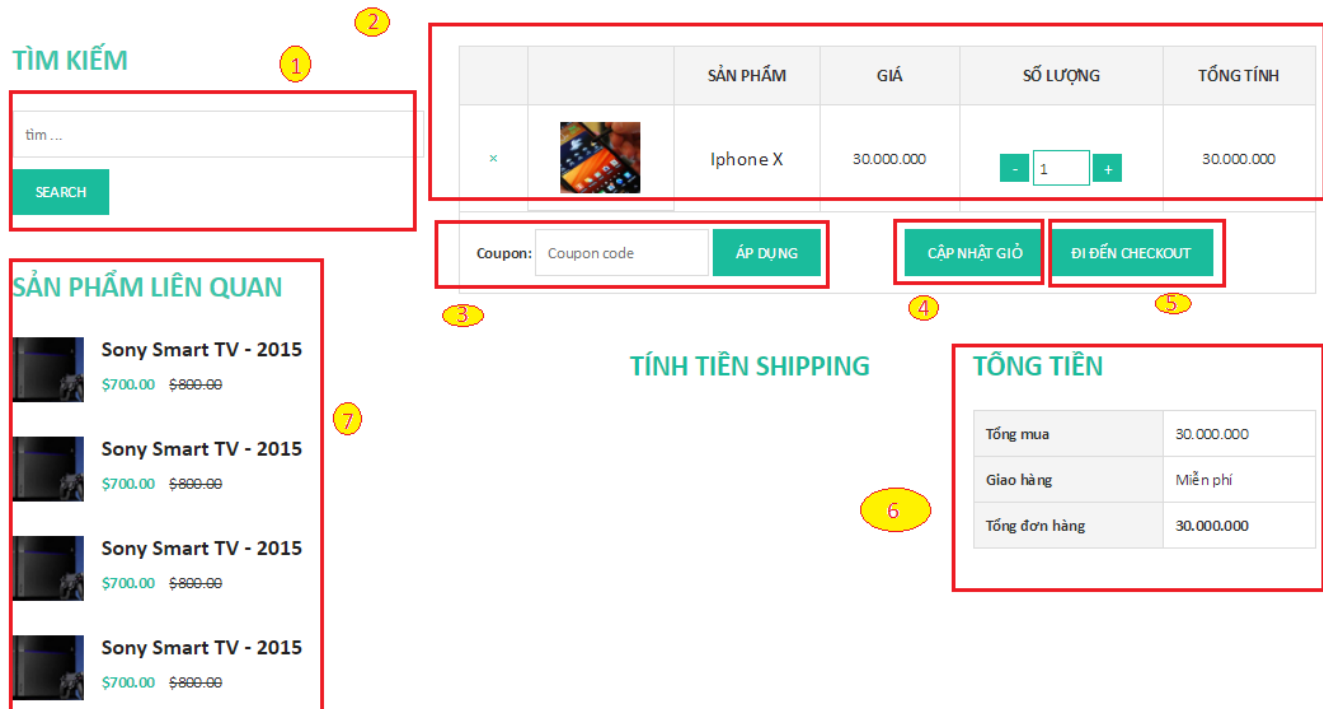 2
TÌM KIẾM
1
tìm ...
SEARCH
SẢN PHẨM GIÁ SỐ LƯỢNG TỔNG TÍNH
× Iphone X 30.000.000 - 1 + 30.000.000
Coupon: Coupon code ÁP DỤNG CẬP NHẬT GIỎ ĐI ĐẾN CHECKOUT
3 4 5
SẢN PHẨM LIÊN QUAN
Sony Smart TV - 2015
$700.00 $800.00
Sony Smart TV - 2015
$700.00 $800.00
Sony Smart TV - 2015
$700.00 $800.00
Sony Smart TV - 2015
$700.00 $800.00
7
TÍNH TIỀN SHIPPING
TỔNG TIỀN
Tổng mua 30.000.000
Giao hàng Miễn phí
Tổng đơn hàng 30.000.000
6